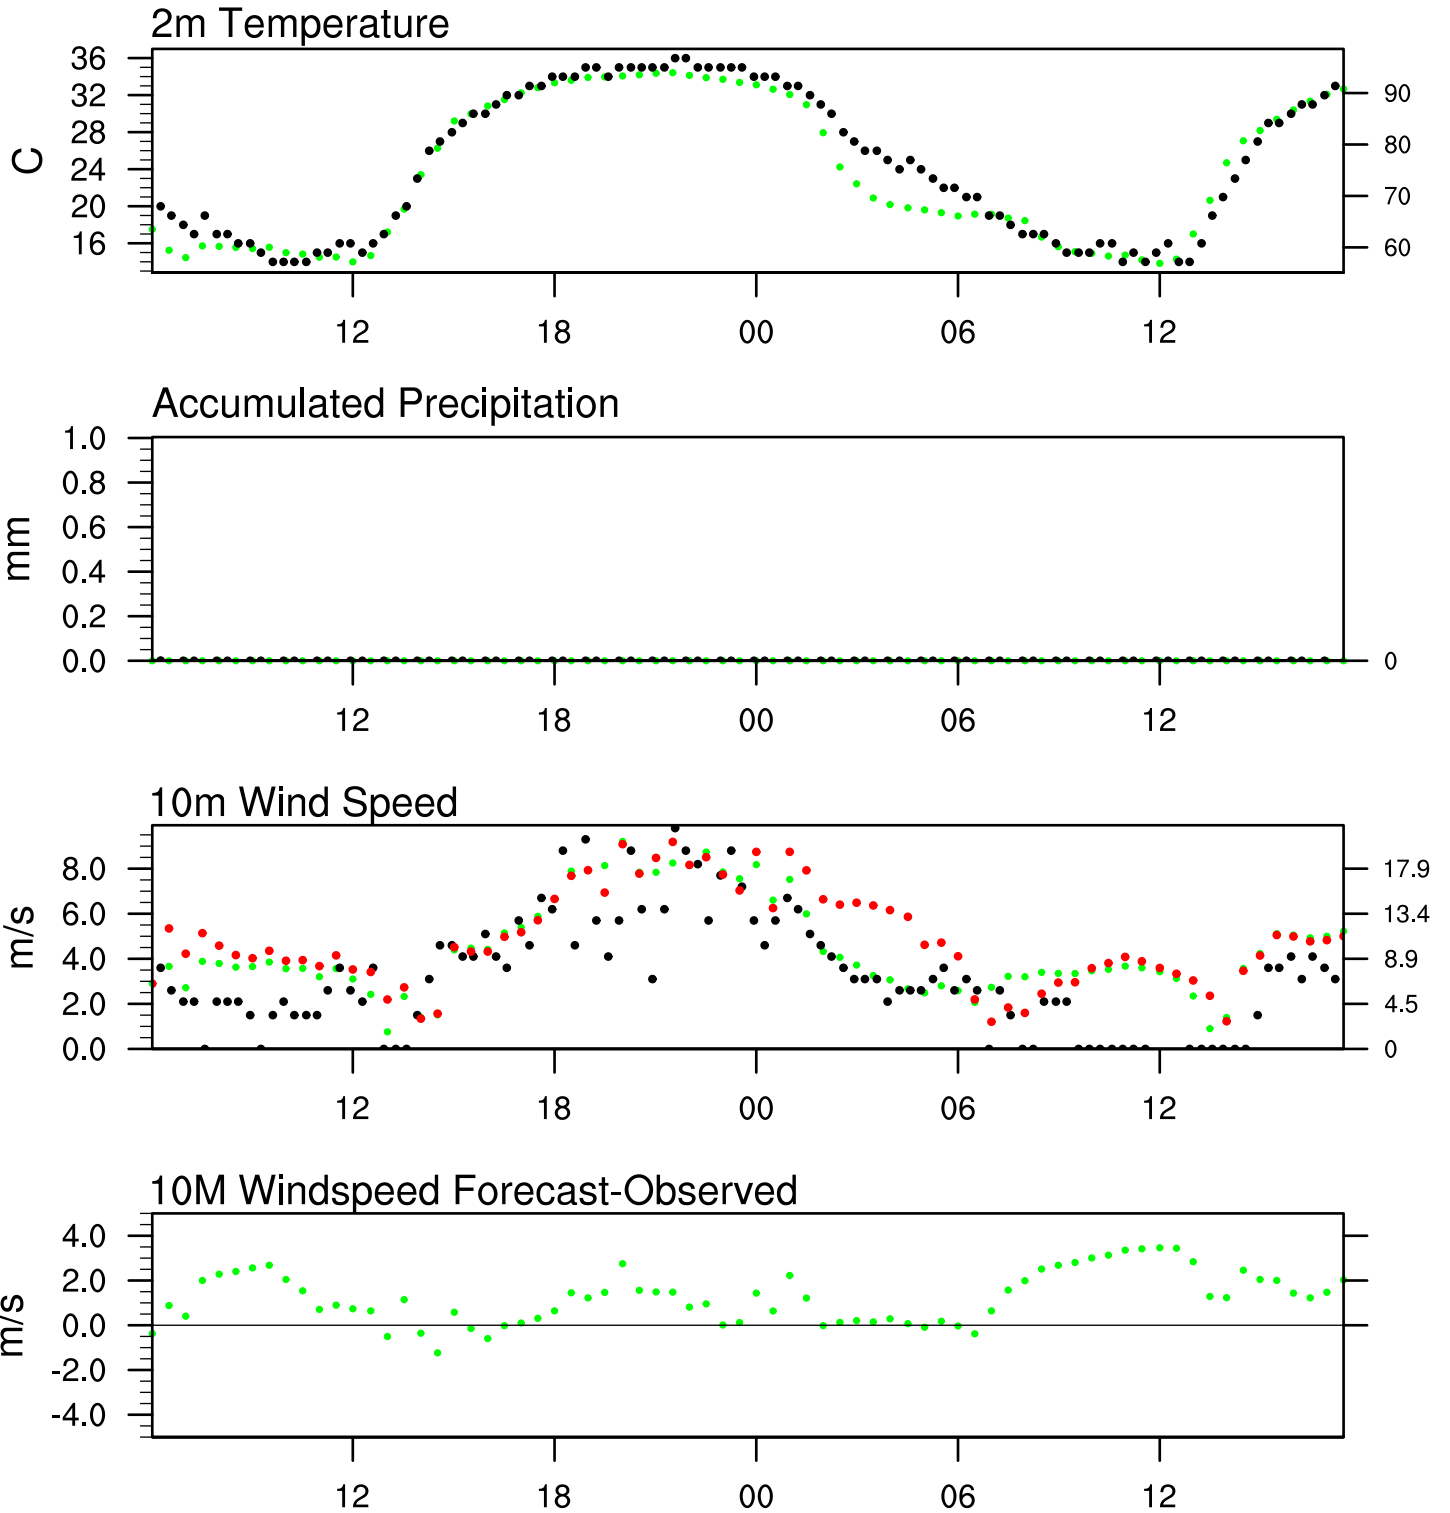 2m Temperature
36
32
28
24
20
16
C
90
80
70
60
12 18 00 06 12
Accumulated Precipitation
1.0
0.8
0.6
0.4
0.2
0.0
mm
0
12 18 00 06 12
10m Wind Speed
8.0
6.0
4.0
2.0
0.0
m/s
17.9
13.4
8.9
4.5
0
12 18 00 06 12
10M Windspeed Forecast-Observed
4.0
2.0
0.0
-2.0
-4.0
m/s
12 18 00 06 12